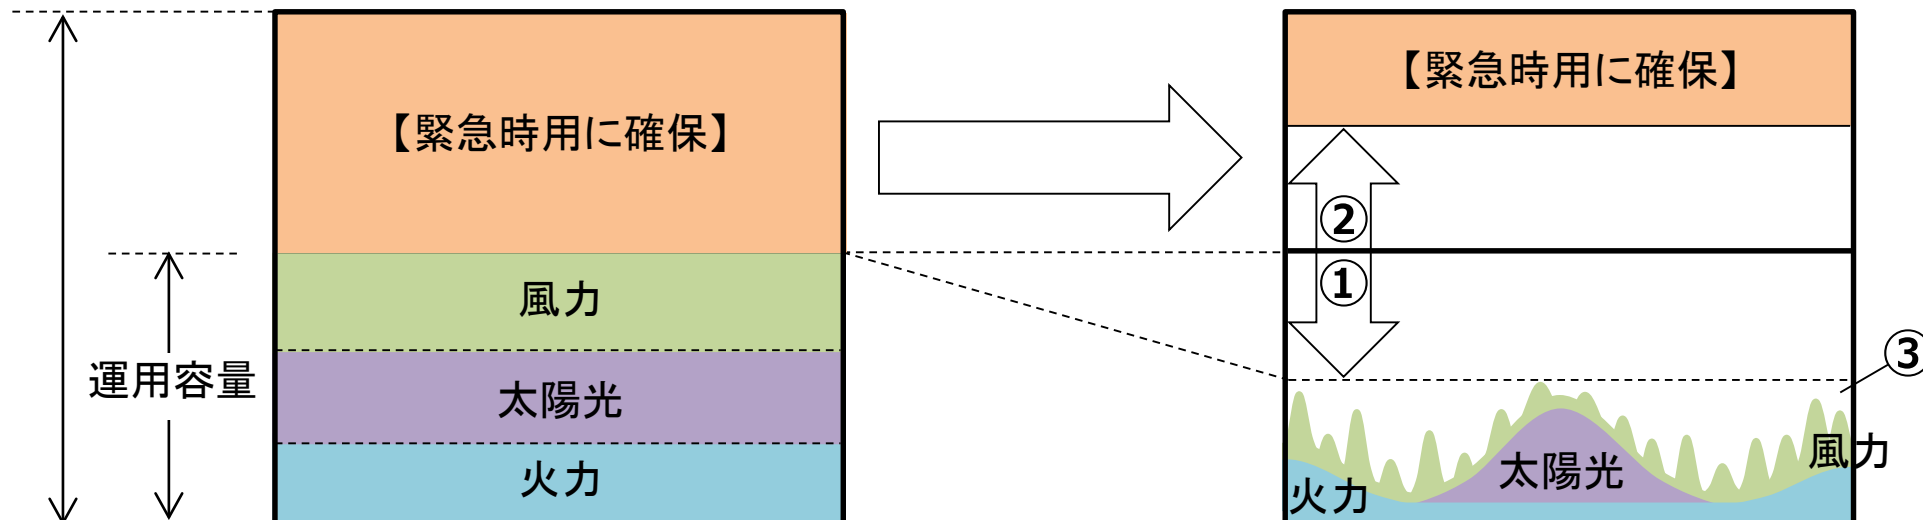 【緊急時用に確保】
風力
太陽光
火力
運用容量
【緊急時用に確保】
②
①
③
風力
太陽光
火力